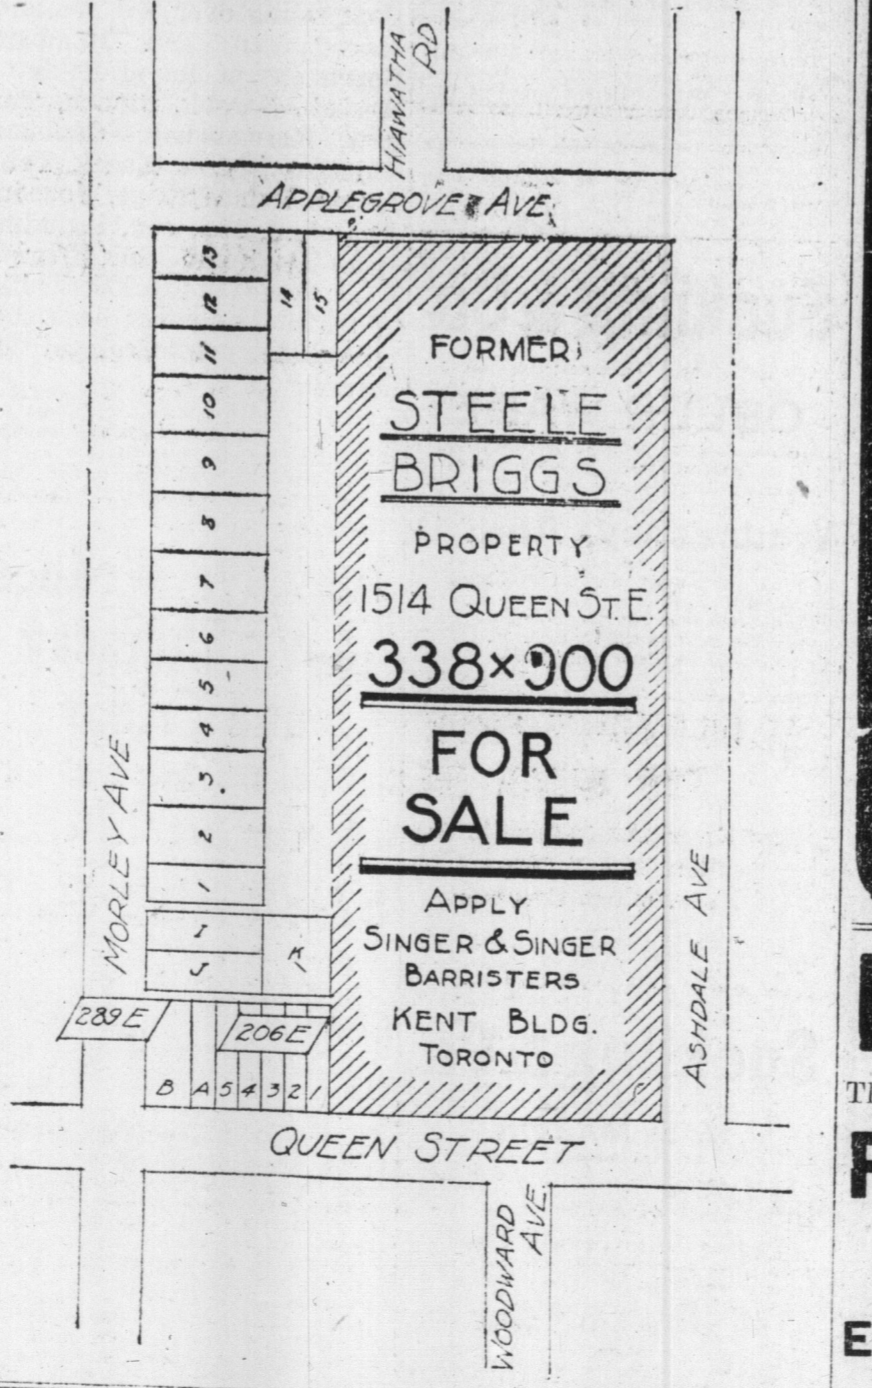 HIAWATHA
RD
APPLEGROVE AVE
13
12
11
10
9
8
7
6
5
4
3
2
1
14
15
FORMER
STEELE
BRIGGS
PROPERTY
1514 QUEEN ST. E
338 × 900
FOR
SALE
APPLY
SINGER & SINGER
BARRISTERS
KENT BLDG.
TORONTO
MORLEY AVE
ASHDALE AVE
I
J
K
289 E
206 E
B A 5 4 3 2 1
QUEEN STREET
WOODWARD
AVE.
E